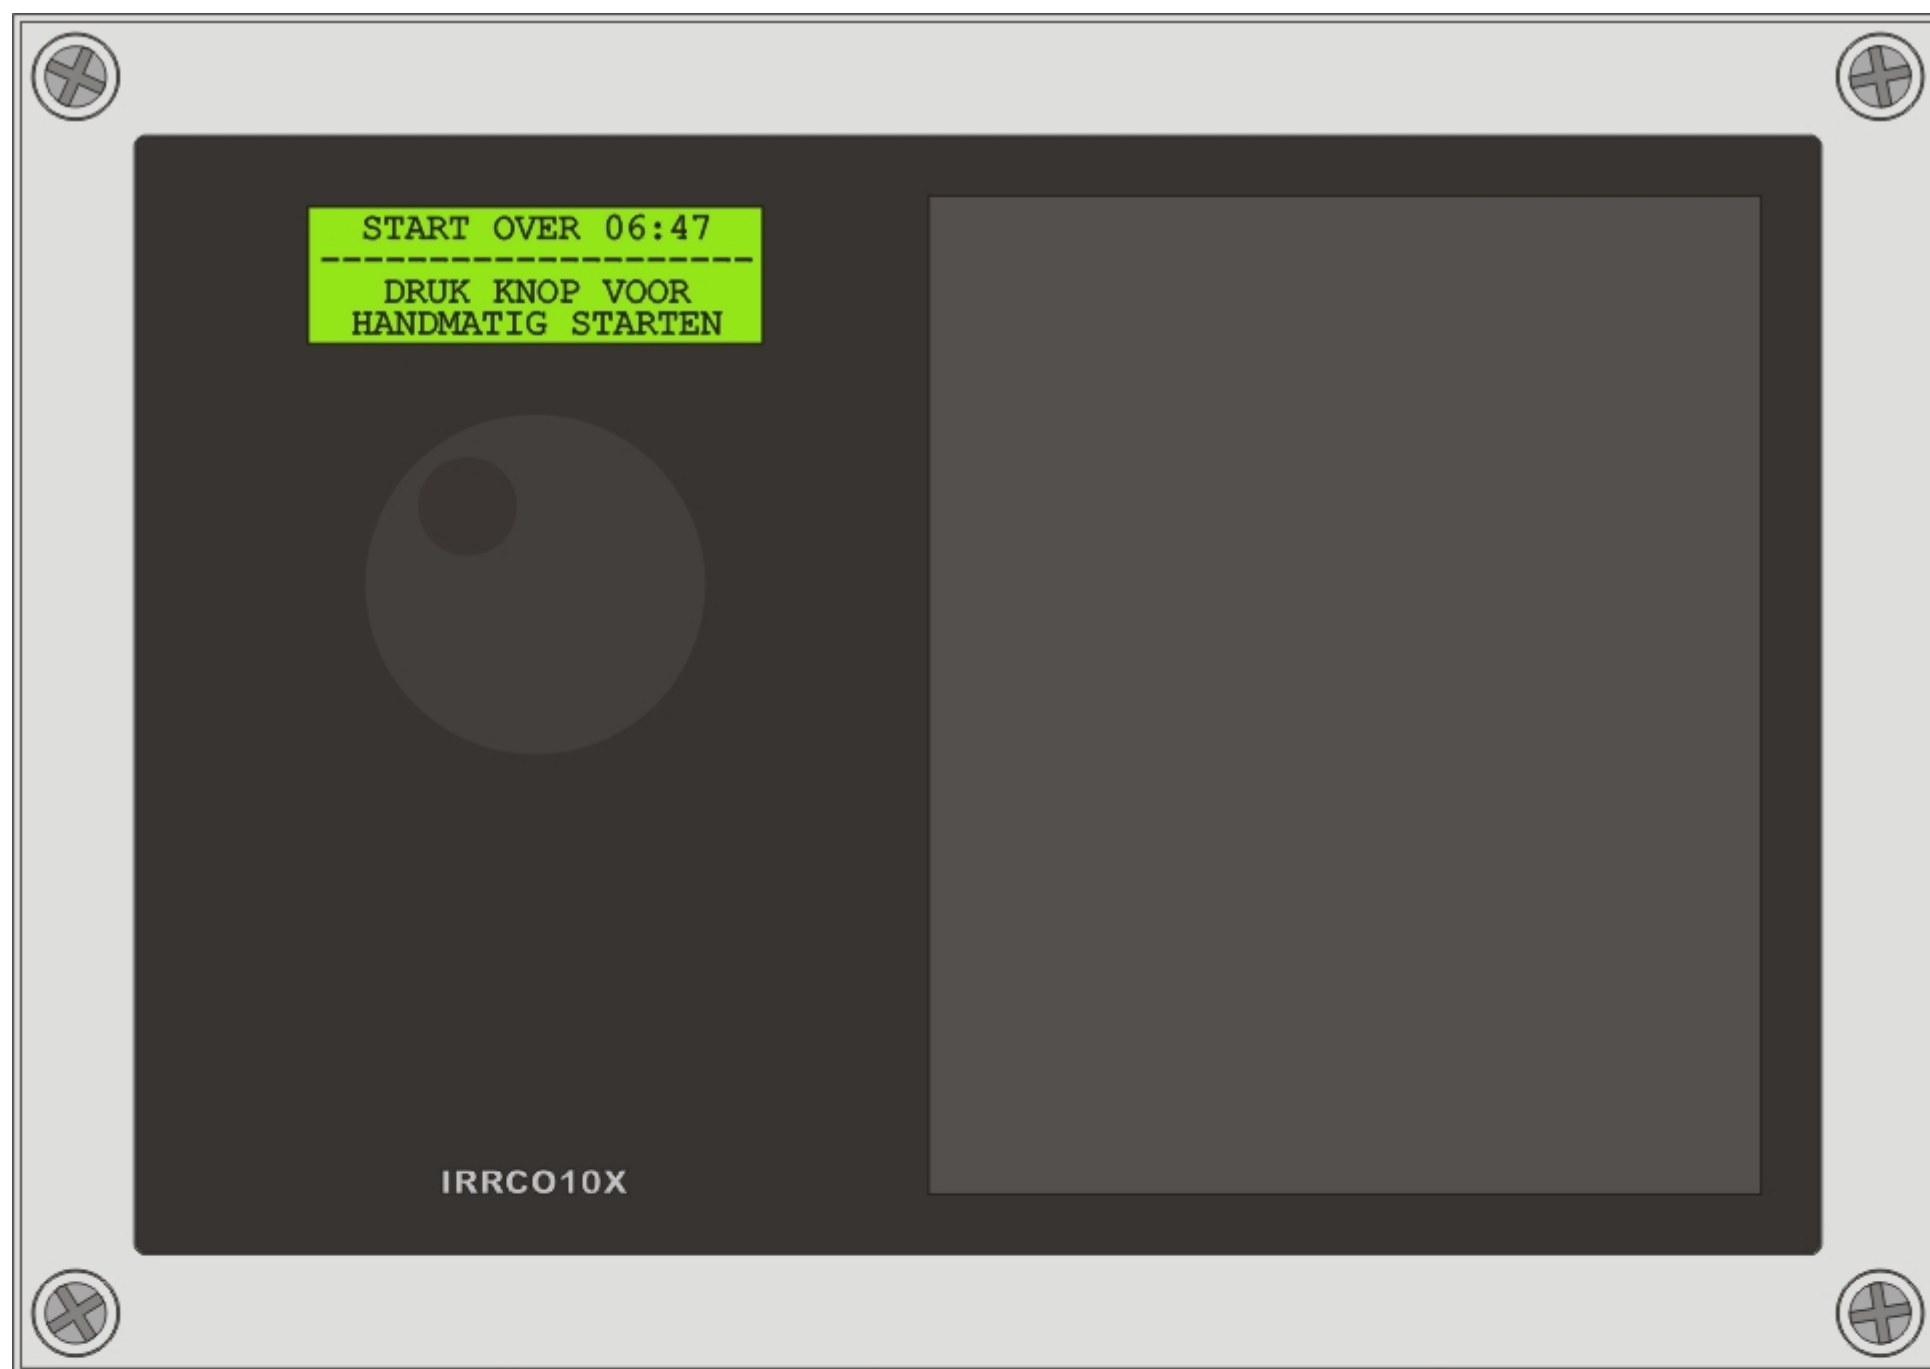 START OVER 06:47
--------------------
DRUK KNOP VOOR
HANDMATIG STARTEN
IRRCO10X